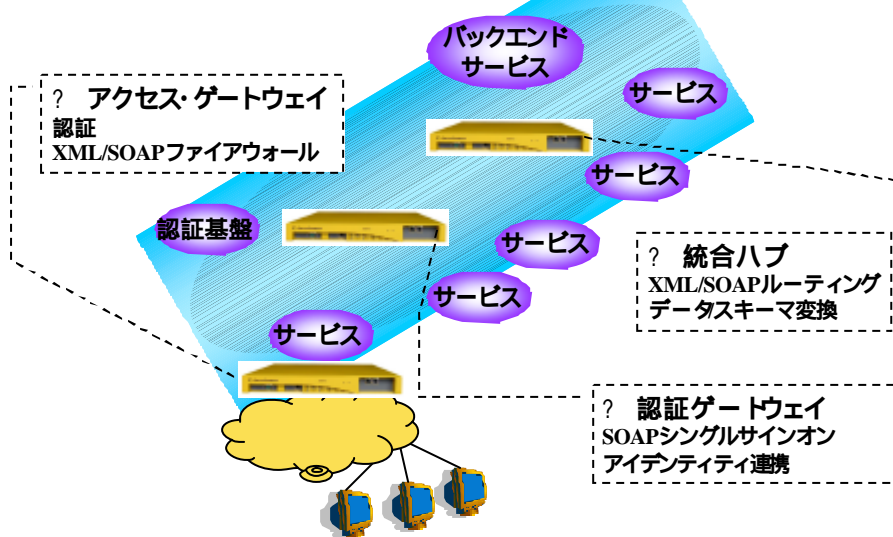 バックエンド
サービス
サービス
? アクセス・ゲートウェイ
認証
XML/SOAPファイアウォール
サービス
認証基盤
サービス
? 統合ハブ
XML/SOAPルーティング
データスキーマ変換
サービス
サービス
? 認証ゲートウェイ
SOAPシングルサインオン
アイデンティティ連携